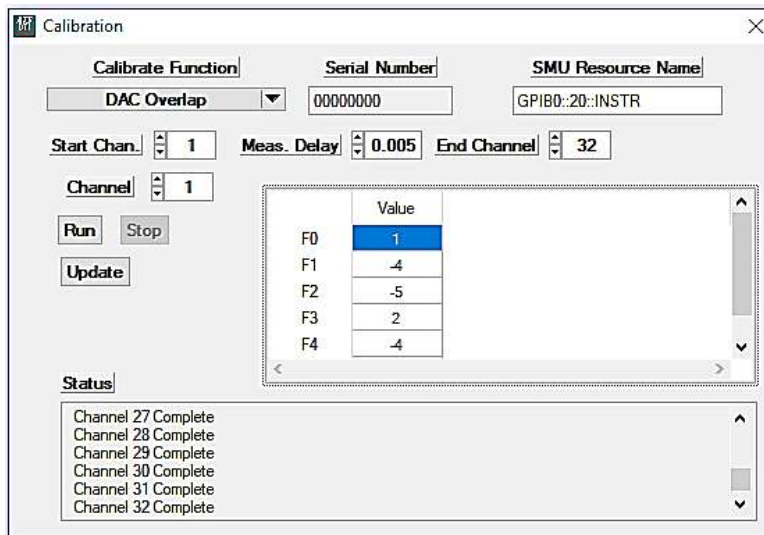 Calibration
Calibrate Function Serial Number SMU Resource Name
DAC Overlap 00000000 GPIB0::20::INSTR
Start Chan. 1 Meas. Delay 0.005 End Channel 32
Channel 1
Value
Run Stop
F0 1
F1 -4
Update
F2 -5
F3 2
F4 -4
Status
Channel 27 Complete
Channel 28 Complete
Channel 29 Complete
Channel 30 Complete
Channel 31 Complete
Channel 32 Complete